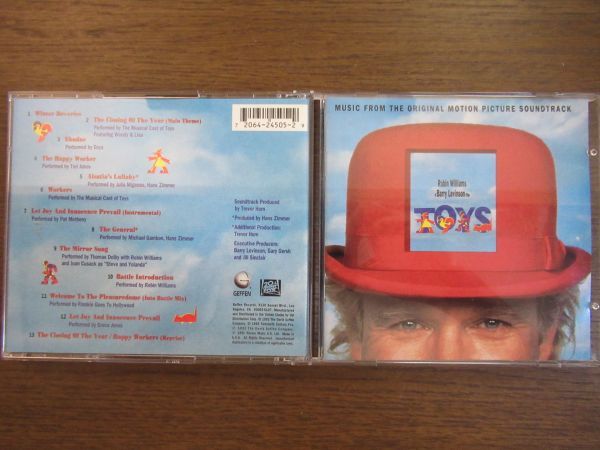 1 Winter Reveries
2 The Closing Of The Year (Main Theme)
Performed by The Musical Cast of Toys
Featuring Wendy & Lisa
3 Ebudae
Performed by Enya
4 The Happy Worker
Performed by Tori Amos
5 Alsatia's Lullaby*
Performed by Julia Migenes, Hans Zimmer
6 Workers
Performed by The Musical Cast of Toys
7 Let Joy And Innocence Prevail (Instrumental)
Performed by Pat Metheny
8 The General*
Performed by Michael Gambon, Hans Zimmer
9 The Mirror Song
Performed by Thomas Dolby with Robin Williams
and Joan Cusack as "Steve and Yolanda"
10 Battle Introduction
Performed by Robin Williams
11 Welcome To The Pleasuredome (Into Battle Mix)
Performed by Frankie Goes To Hollywood
12 Let Joy And Innocence Prevail
Performed by Grace Jones
13 The Closing Of The Year / Happy Workers (Reprise)
7 20642-4505-2 9
Soundtrack Produced by
Trevor Horn
*Produced by Hans Zimmer
*Additional Production:
Trevor Horn
Executive Producers:
Barry Levinson, Gary Gersh
and Jill Sinclair
GEFFEN
MUSIC FROM THE ORIGINAL MOTION PICTURE SOUNDTRACK
Robin Williams
Barry Levinson
TOYS